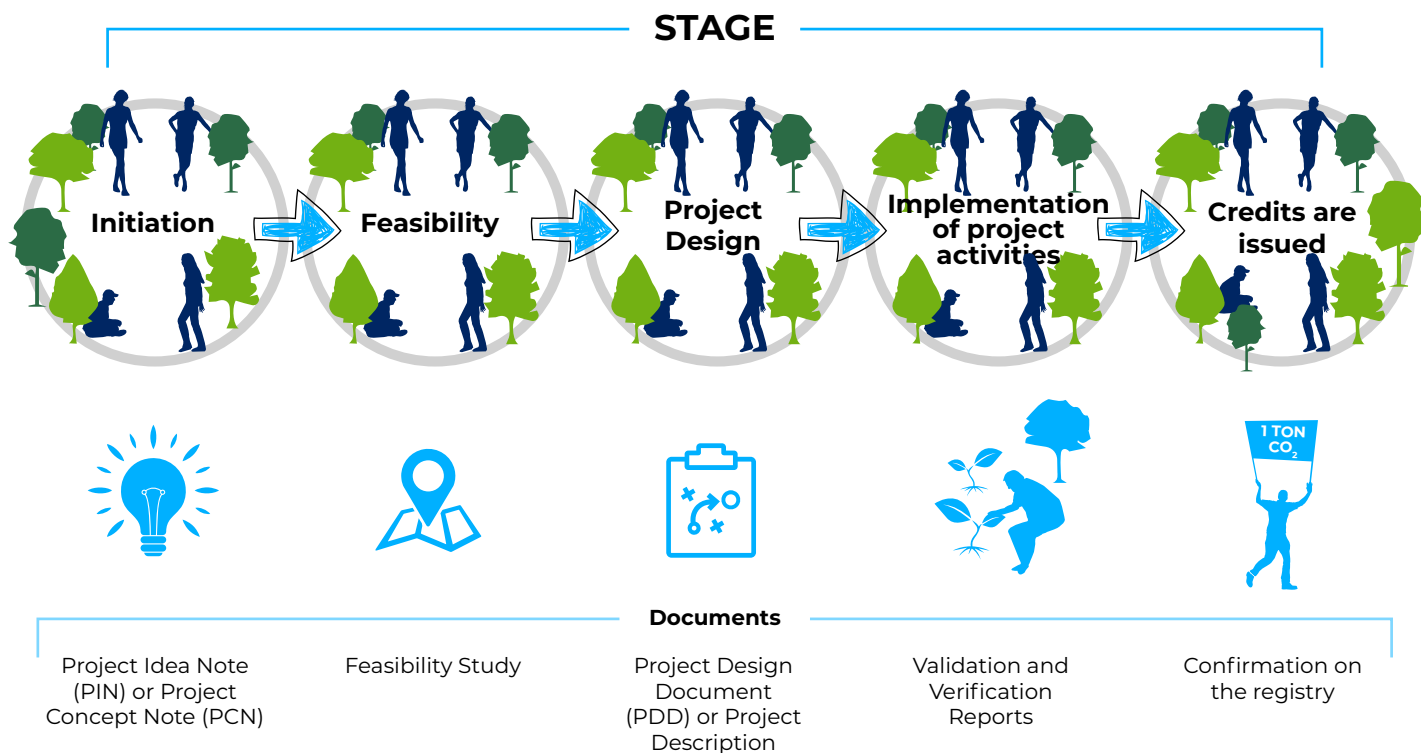 STAGE
Initiation
Feasibility
Project
Design
Implementation
of project
activities
Credits are
issued
1 TON
CO₂
Documents
Project Idea Note
(PIN) or Project
Concept Note (PCN)
Feasibility Study
Project Design
Document
(PDD) or Project
Description
Validation and
Verification
Reports
Confirmation on
the registry